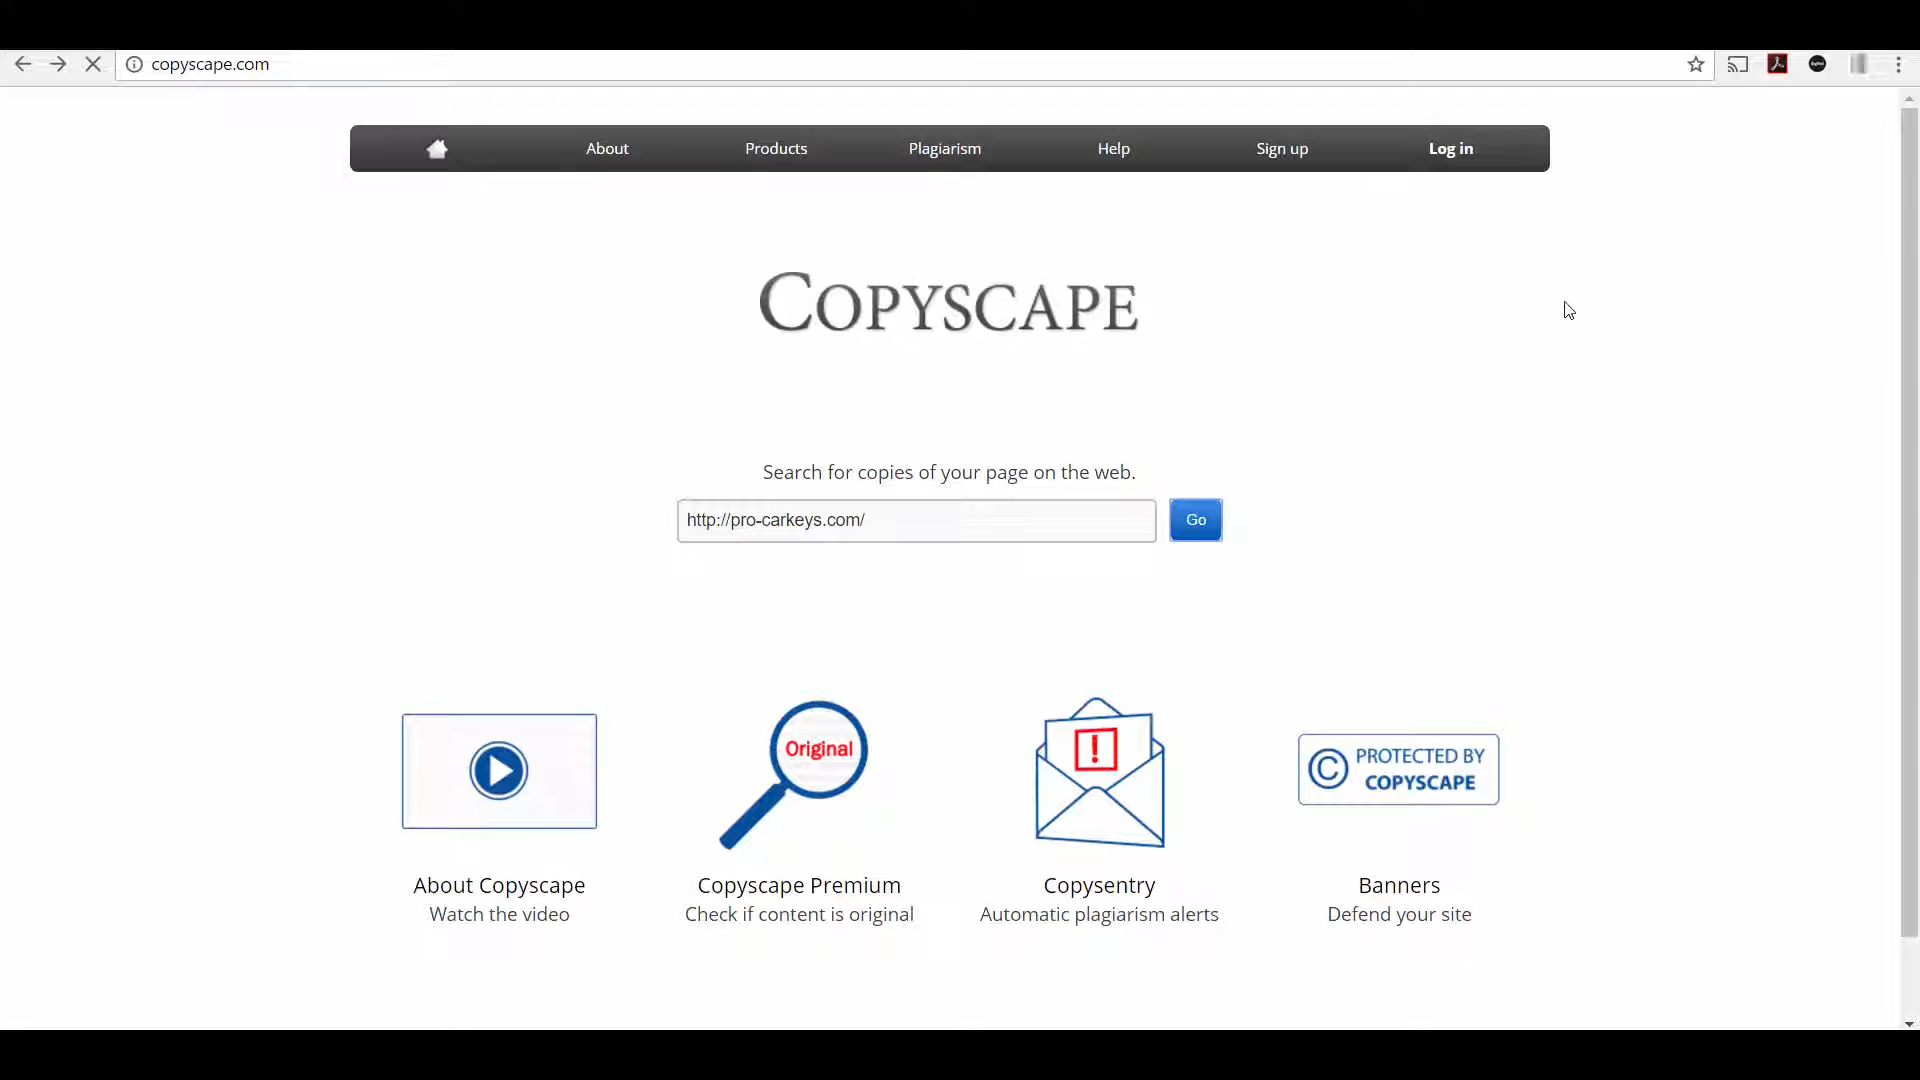 copyscape.com
About Products Plagiarism Help Sign up Log in
COPYSCAPE
Search for copies of your page on the web.
http://pro-carkeys.com/ Go
Original
!
© PROTECTED BY
COPYSCAPE
About Copyscape Copyscape Premium Copysentry Banners
Watch the video Check if content is original Automatic plagiarism alerts Defend your site